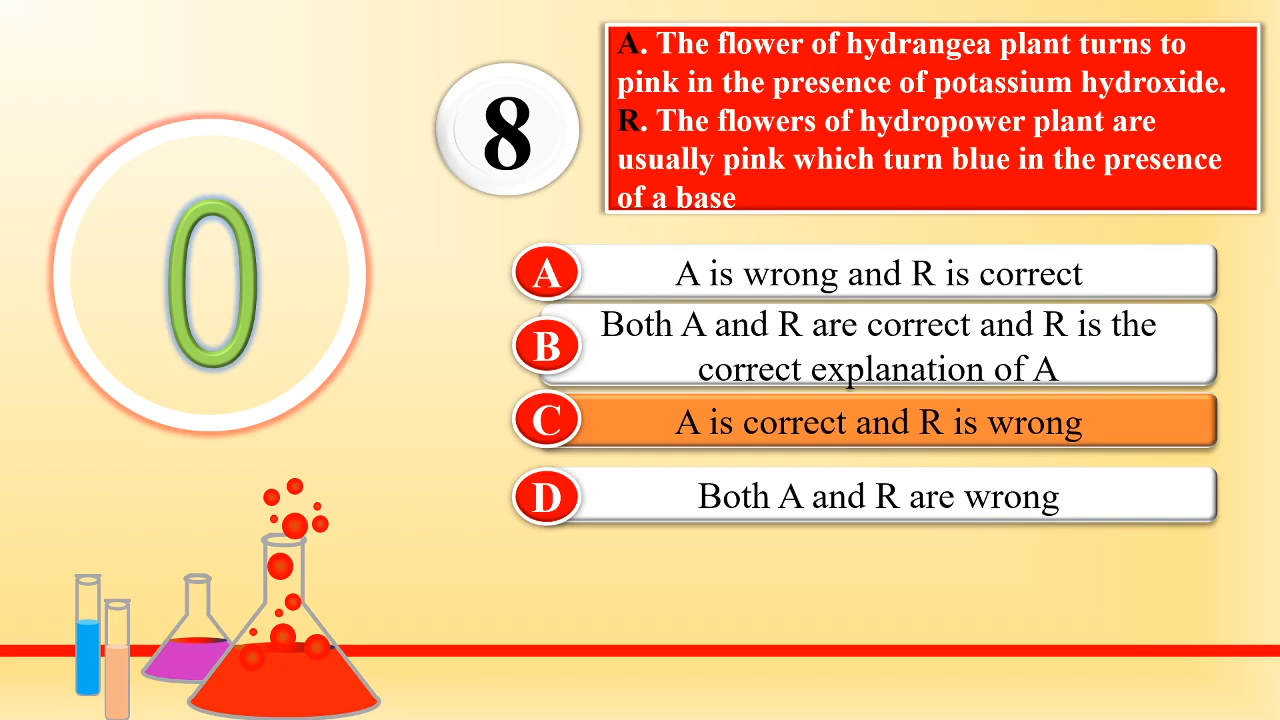 0
8
A. The flower of hydrangea plant turns to
pink in the presence of potassium hydroxide.
R. The flowers of hydropower plant are
usually pink which turn blue in the presence
of a base
A A is wrong and R is correct
B Both A and R are correct and R is the
correct explanation of A
C A is correct and R is wrong
D Both A and R are wrong